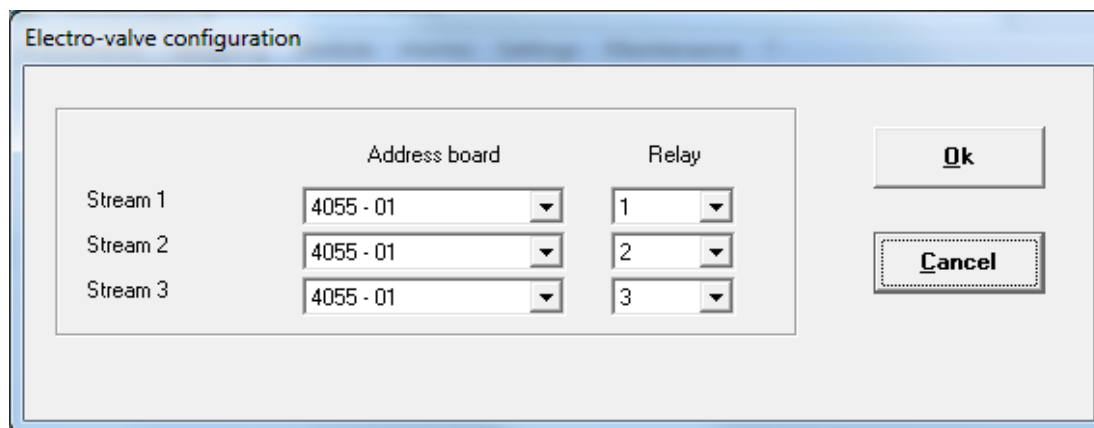 Electro-valve configuration
Address board Relay
Stream 1 4055 - 01 1
Stream 2 4055 - 01 2
Stream 3 4055 - 01 3
Ok
Cancel